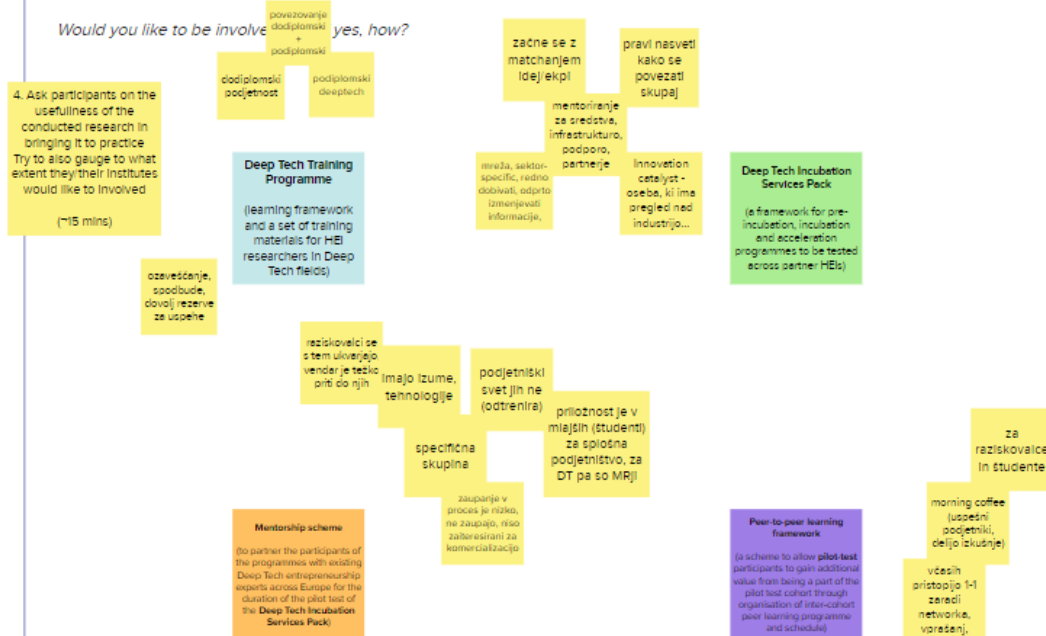 Would you like to be involve
yes, how?
povezovanje
dodiplomski
+
podiplomski
dodiplomski
podjetnost
podiplomski
deeptech
4. Ask participants on the
usefullness of the
conducted research in
bringing it to practice
Try to also gauge to what
extent they/their institutes
would like to involved
(~15 mins)
Deep Tech Training
Programme
(learning framework
and a set of training
materials for HEI
researchers in Deep
Tech fields)
ozaveščanje,
spodbude,
dovolj rezerve
za uspehe
začne se z
matchanjem
idej/ekpi
pravi nasveti
kako se
povezati
skupaj
mentoriranje
za sredstva,
infrastrukturo,
podporo,
partnerje
mreža, sektor-
specific, redno
dobivati, odprto
izmenjevati
informacije,
Innovation
catalyst -
oseba, ki ima
pregled nad
industrijo...
Deep Tech Incubation
Services Pack
(a framework for pre-
incubation, incubation
and acceleration
programmes to be tested
across partner HEIs)
raziskovalci se
s tem ukvarjajo,
vendar je težko
priti do njih
imajo izume,
tehnologije
podjetniški
svet jih ne
(odtrenira)
priložnost je v
mlajših (študenti)
za splošna
podjetništvo, za
DT pa so MRji
specifična
skupina
zaupanje v
proces je nizko,
ne zaupajo, niso
zaiteresirani za
komercializacijo
Mentorship scheme
(to partner the participants of
the programmes with existing
Deep Tech entrepreneurship
experts across Europe for the
duration of the pilot test of
the Deep Tech Incubation
Services Pack)
Peer-to-peer learning
framework
(a scheme to allow pilot-test
participants to gain additional
value from being a part of the
pilot test cohort through
organisation of inter-cohort
peer learning programme
and schedule)
za
raziskovalce
in študente
morning coffee
(uspešni
podjetniki,
delijo izkušnje)
včasih
pristopijo 1-1
zaradi
networka,
vprašanj,